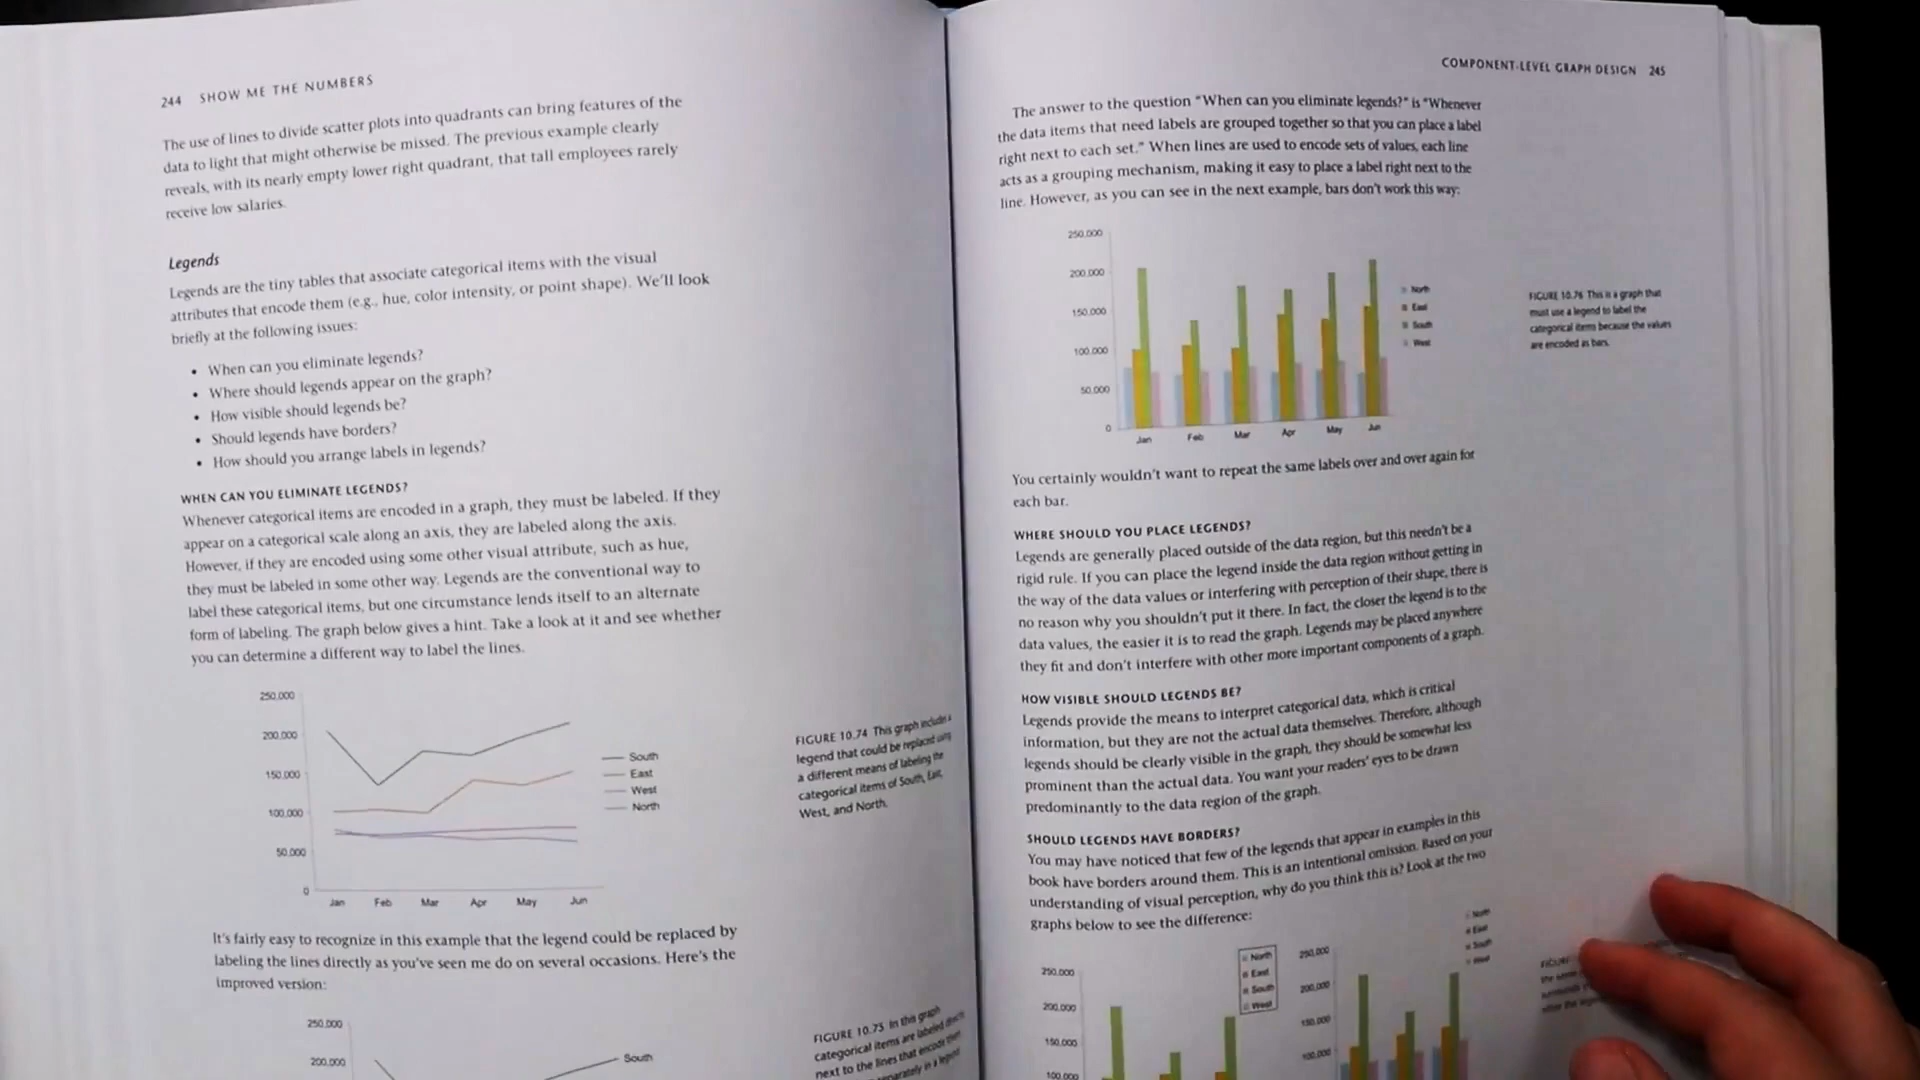 244 SHOW ME THE NUMBERS
The use of lines to divide scatter plots into quadrants can bring features of the
data to light that might otherwise be missed. The previous example clearly
reveals, with its nearly empty lower right quadrant, that tall employees rarely
receive low salaries.
Legends
Legends are the tiny tables that associate categorical items with the visual
attributes that encode them (e.g., hue, color intensity, or point shape). We'll look
briefly at the following issues:
• When can you eliminate legends?
• Where should legends appear on the graph?
• How visible should legends be?
• Should legends have borders?
• How should you arrange labels in legends?
WHEN CAN YOU ELIMINATE LEGENDS?
Whenever categorical items are encoded in a graph, they must be labeled. If they
appear on a categorical scale along an axis, they are labeled along the axis.
However, if they are encoded using some other visual attribute, such as hue,
they must be labeled in some other way. Legends are the conventional way to
label these categorical items, but one circumstance lends itself to an alternate
form of labeling. The graph below gives a hint. Take a look at it and see whether
you can determine a different way to label the lines.
250,000
200,000
150,000
100,000
50,000
0
Jan Feb Mar Apr May Jun
South
East
West
North
FIGURE 10.74 This graph includes a
legend that could be replaced using
a different means of labeling the
categorical items of South, East,
West, and North.
It's fairly easy to recognize in this example that the legend could be replaced by
labeling the lines directly as you've seen me do on several occasions. Here's the
improved version:
250,000
200,000
South
FIGURE 10.75 In this graph
categorical items are labeled directly
next to the lines that encode them
separately in a legend
COMPONENT-LEVEL GRAPH DESIGN 245
The answer to the question "When can you eliminate legends?" is "Whenever
the data items that need labels are grouped together so that you can place a label
right next to each set." When lines are used to encode sets of values, each line
acts as a grouping mechanism, making it easy to place a label right next to the
line. However, as you can see in the next example, bars don't work this way:
250,000
200,000
150,000
100,000
50,000
0
Jan Feb Mar Apr May Jun
North
East
South
West
FIGURE 10.76 This is a graph that
must use a legend to label the
categorical items because the values
are encoded as bars.
You certainly wouldn't want to repeat the same labels over and over again for
each bar.
WHERE SHOULD YOU PLACE LEGENDS?
Legends are generally placed outside of the data region, but this needn't be a
rigid rule. If you can place the legend inside the data region without getting in
the way of the data values or interfering with perception of their shape, there is
no reason why you shouldn't put it there. In fact, the closer the legend is to the
data values, the easier it is to read the graph. Legends may be placed anywhere
they fit and don't interfere with other more important components of a graph.
HOW VISIBLE SHOULD LEGENDS BE?
Legends provide the means to interpret categorical data, which is critical
information, but they are not the actual data themselves. Therefore, although
legends should be clearly visible in the graph, they should be somewhat less
prominent than the actual data. You want your readers' eyes to be drawn
predominantly to the data region of the graph.
SHOULD LEGENDS HAVE BORDERS?
You may have noticed that few of the legends that appear in examples in this
book have borders around them. This is an intentional omission. Based on your
understanding of visual perception, why do you think this is? Look at the two
graphs below to see the difference:
250,000
200,000
150,000
100,000
North
East
South
West
250,000
200,000
150,000
100,000
North
East
South
West